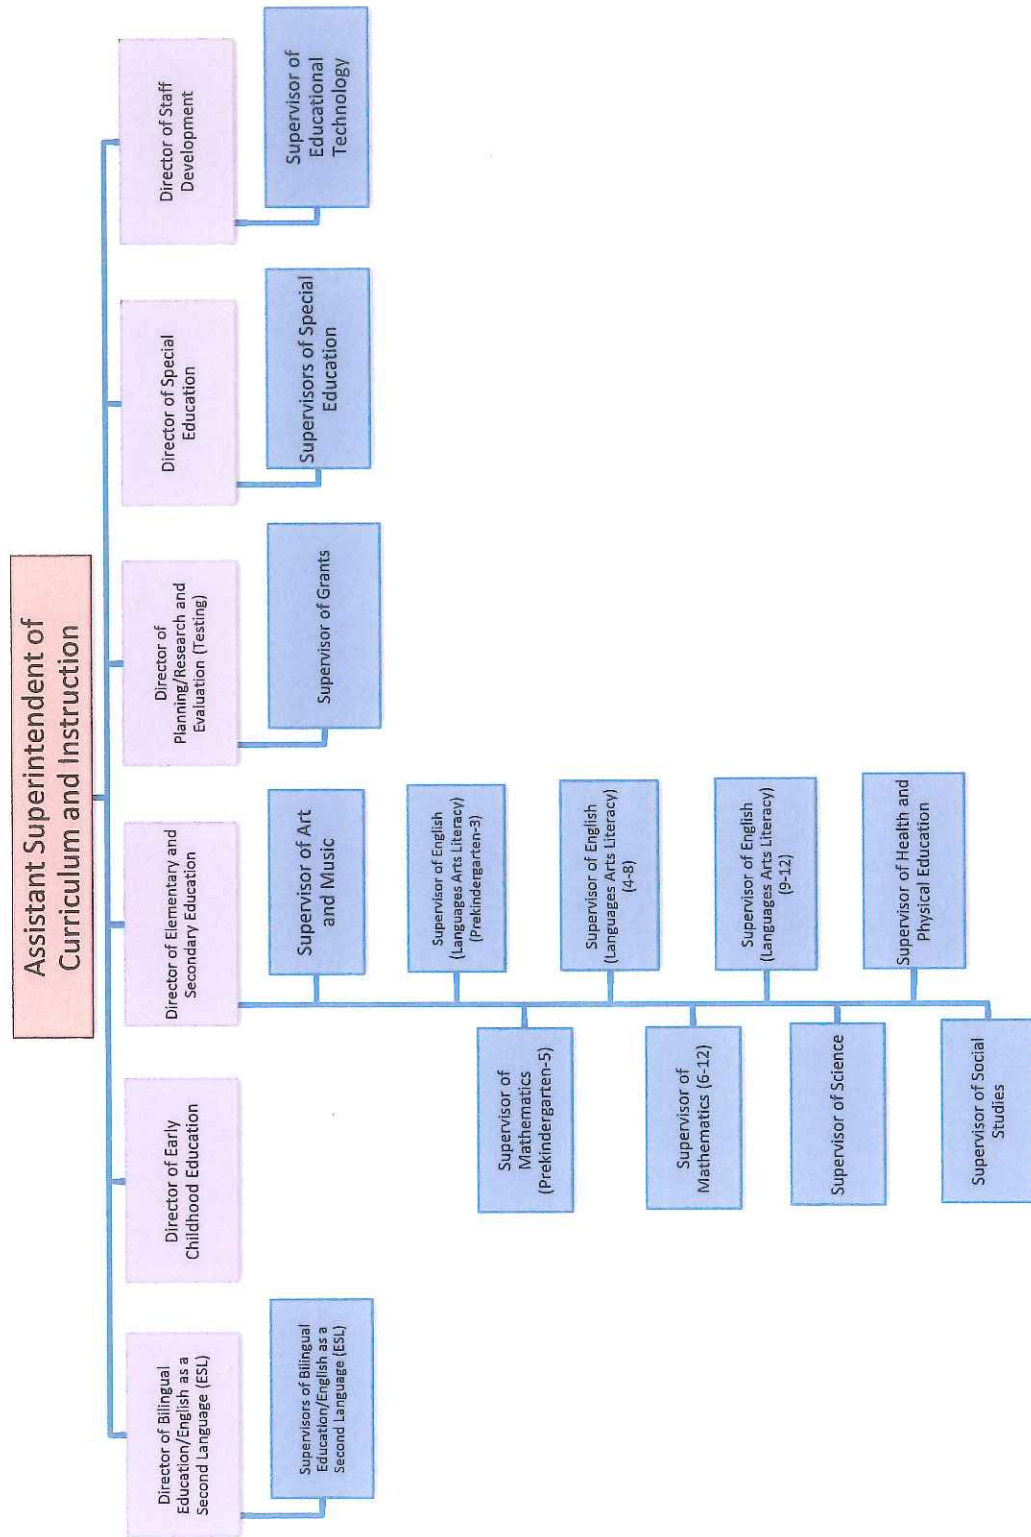 Assistant Superintendent of
Curriculum and Instruction
Director of Bilingual
Education/English as a
Second Language (ESL)
Supervisors of Bilingual
Education/English as a
Second Language (ESL)
Director of Early
Childhood Education
Director of Elementary and
Secondary Education
Supervisor of Art
and Music
Supervisor of English
(Languages Arts Literacy)
(Prekindergarten-3)
Supervisor of Mathematics
(Prekindergarten-5)
Supervisor of English
(Languages Arts Literacy)
(4-8)
Supervisor of
Mathematics (6-12)
Supervisor of English
(Languages Arts Literacy)
(9-12)
Supervisor of Science
Supervisor of Health and
Physical Education
Supervisor of Social
Studies
Director of
Planning/Research and
Evaluation (Testing)
Supervisor of Grants
Director of Special
Education
Supervisors of Special
Education
Director of Staff
Development
Supervisor of
Educational
Technology